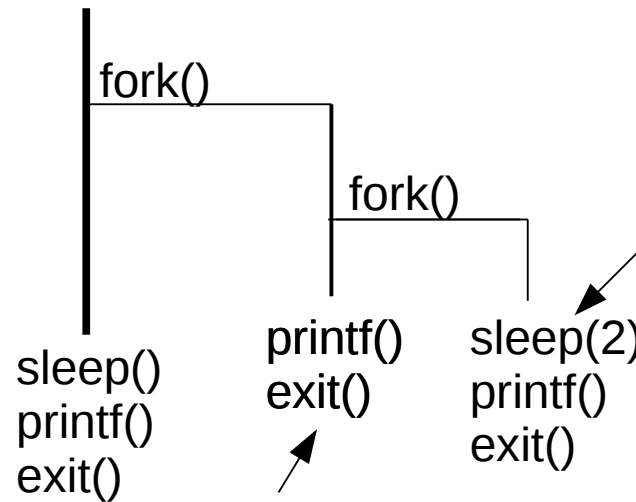 fork()
fork()
sleep()
printf()
exit()
printf()
exit()
sleep(2)
printf()
exit()